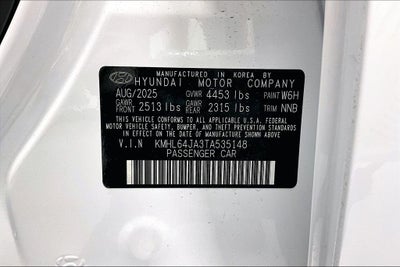 MANUFACTURED IN KOREA BY
HYUNDAI MOTOR COMPANY
AUG/2025 GVWR 4453 lbs PAINT W6H
GAWR FRONT 2513 lbs GAWR REAR 2315 lbs TRIM NNB
THIS VEHICLE CONFORMS TO ALL APPLICABLE FEDERAL
MOTOR VEHICLE SAFETY, BUMPER, AND THEFT PREVENTION STANDARDS
IN EFFECT ON THE DATE OF MANUFACTURE SHOWN ABOVE.
V.I.N KMHL64JA3TA535148
PASSENGER CAR